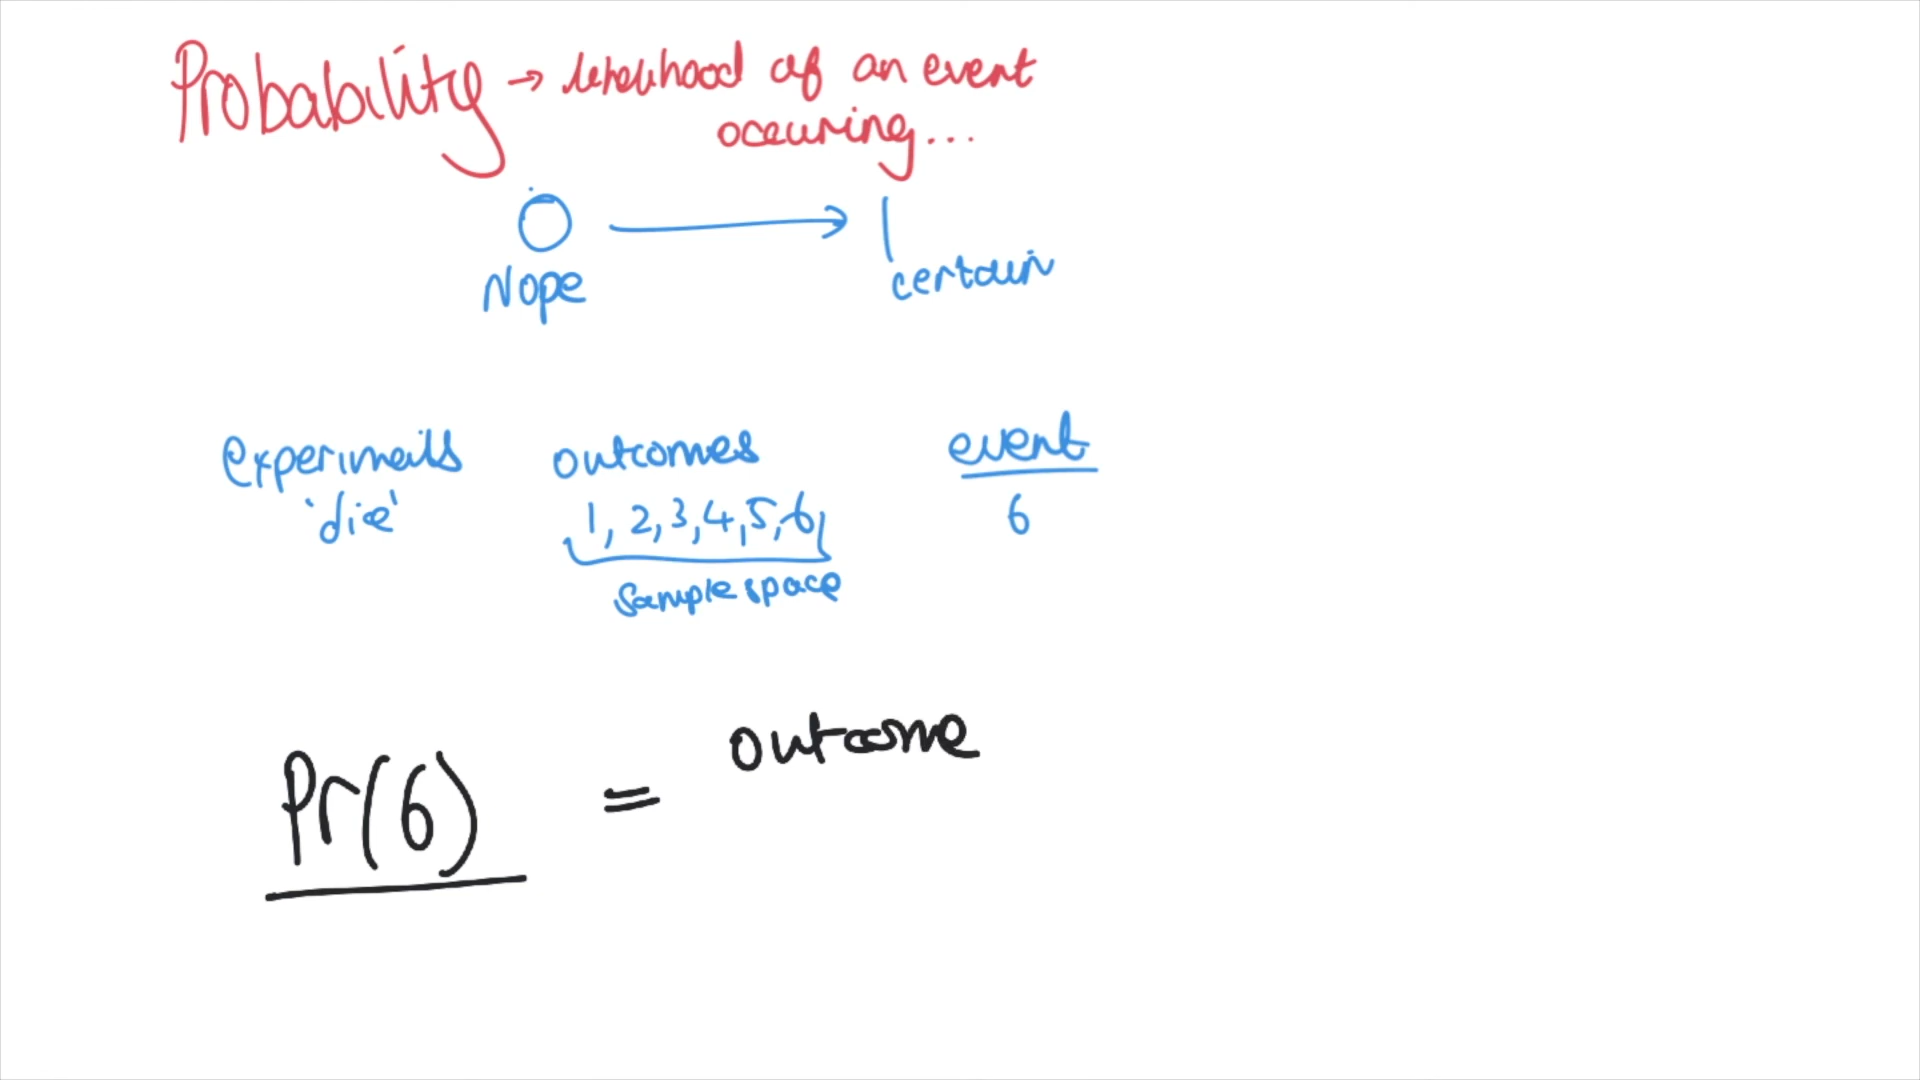 Probability → likelihood of an event
occuring...
0 → 1
Nope certain
experiments outcomes event
'die' 1, 2, 3, 4, 5, 6 6
sample space
Pr(6) = outcome